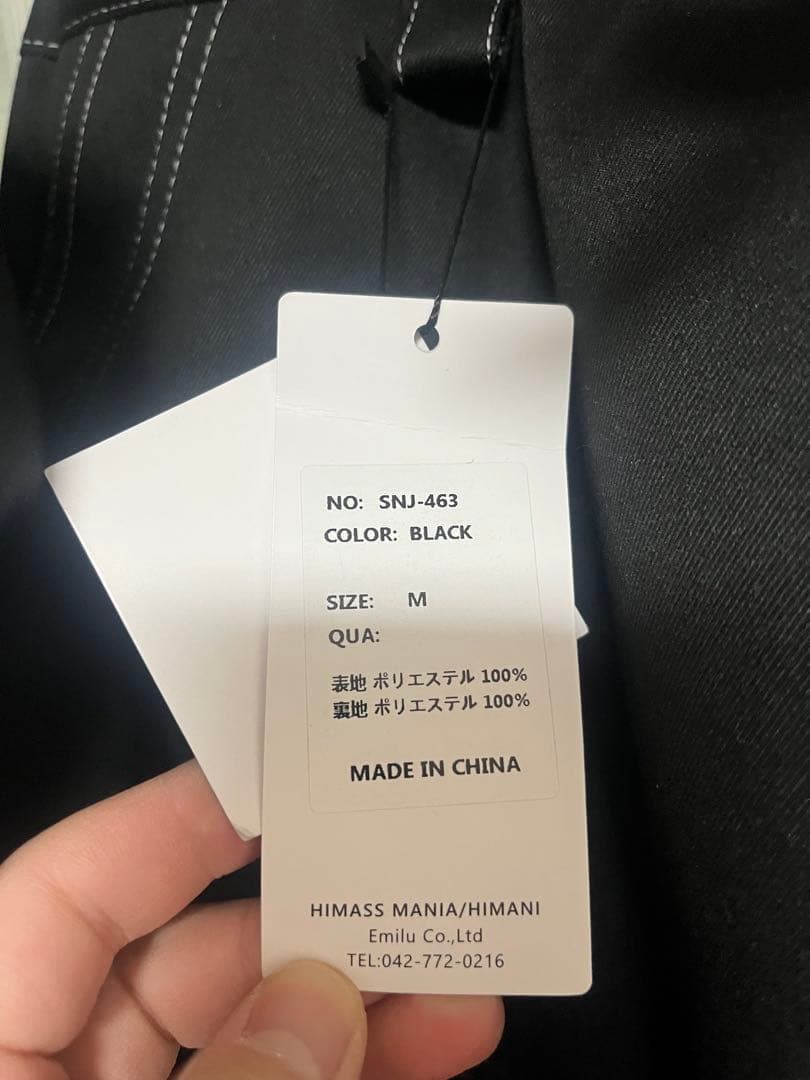 NO: SNJ-463
COLOR: BLACK
SIZE: M
QUA:
表地 ポリエステル 100%
裏地 ポリエステル 100%
MADE IN CHINA
HIMASS MANIA/HIMANI
Emilu Co.,Ltd
TEL:042-772-0216